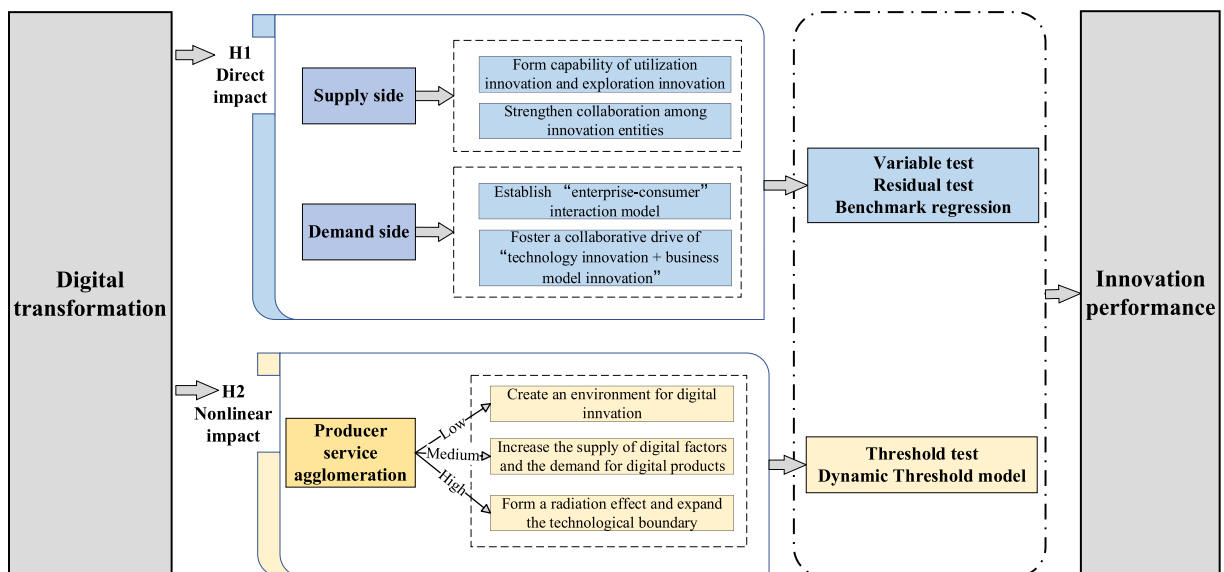 Digital
transformation
H1
Direct
impact
Supply side
Form capability of utilization
innovation and exploration innovation
Strengthen collaboration among
innovation entities
Demand side
Establish “enterprise-consumer”
interaction model
Foster a collaborative drive of
“technology innovation + business
model innovation”
Variable test
Residual test
Benchmark regression
H2
Nonlinear
impact
Producer
service
agglomeration
Low
Medium
High
Create an environment for digital
innvation
Increase the supply of digital factors
and the demand for digital products
Form a radiation effect and expand
the technological boundary
Threshold test
Dynamic Threshold model
Innovation
performance